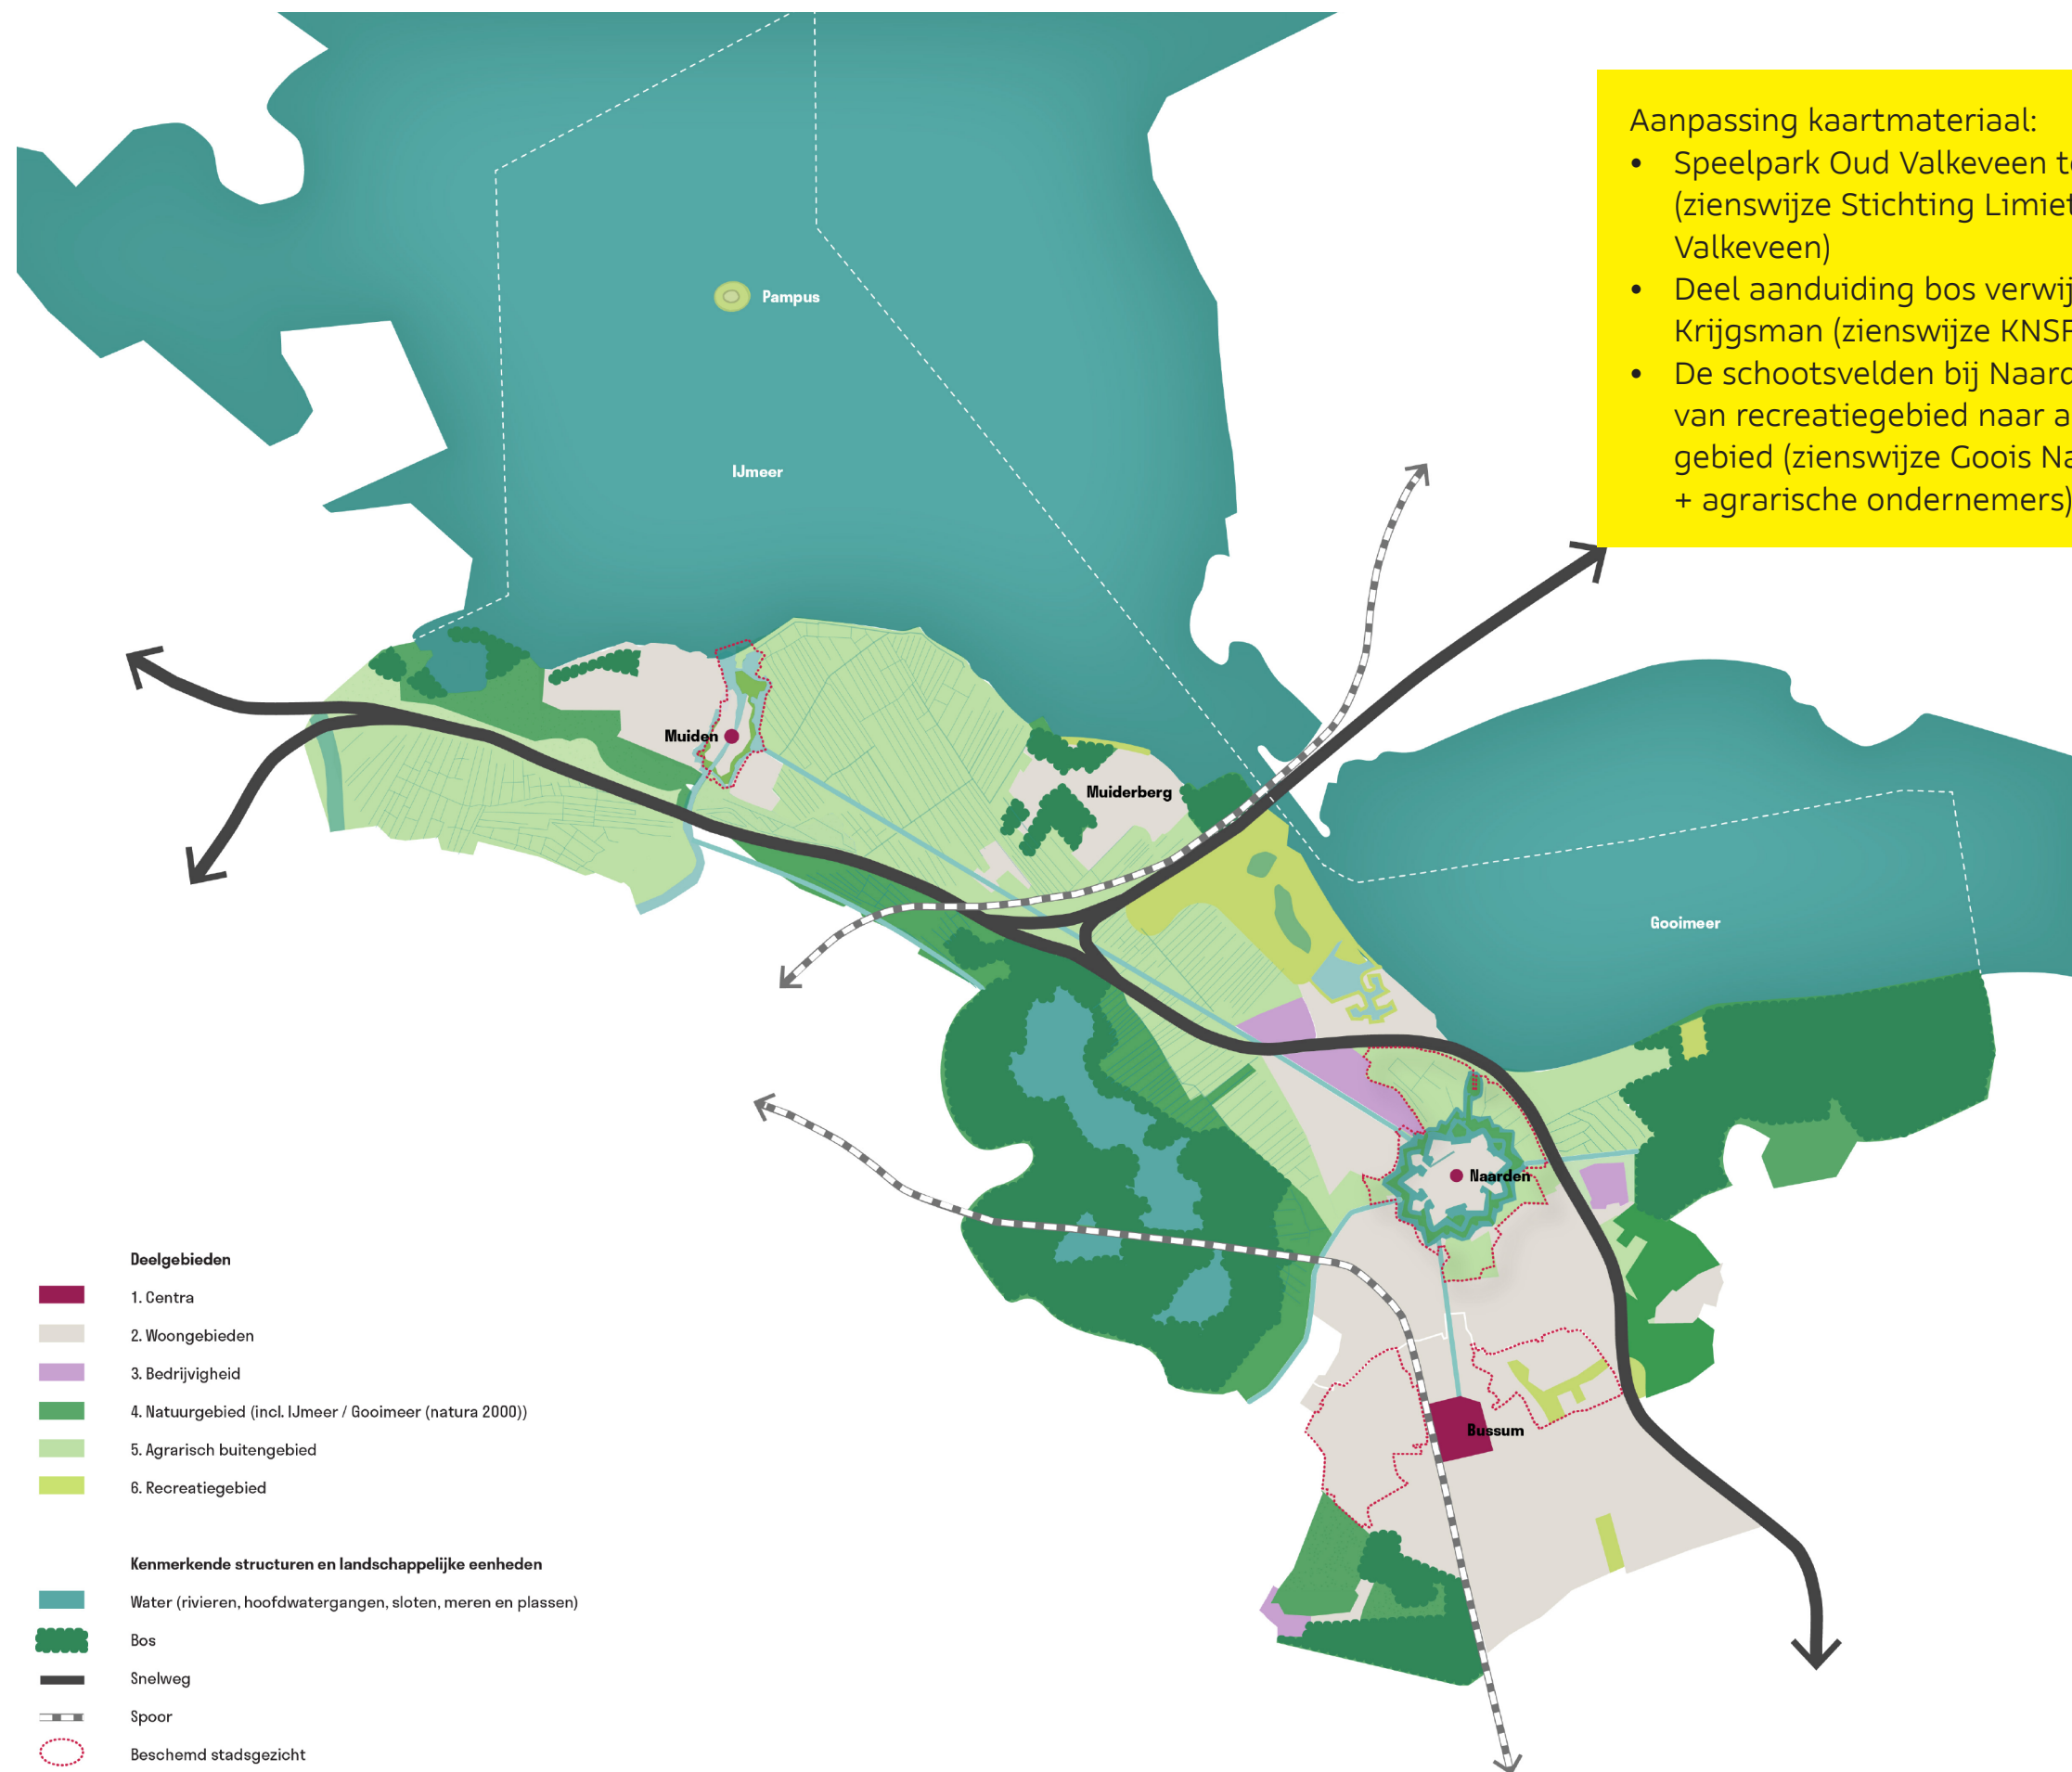 Aanpassing kaartmateriaal:
• Speelpark Oud Valkeveen
(zienswijze Stichting
Valkeveen)
• Deel aanduiding bos
Krijgsman (zienswijze
• De schootsvelden bij
van recreatiegebied naar
gebied (zienswijze Goois
+ agrarische ondernemers)
Pampus
IJmeer
Muiden
Muiderberg
Gooimeer
Naarden
Bussum
Deelgebieden
1. Centra
2. Woongebieden
3. Bedrijvigheid
4. Natuurgebied (incl. IJmeer / Gooimeer (natura 2000))
5. Agrarisch buitengebied
6. Recreatiegebied
Kenmerkende structuren en landschappelijke eenheden
Water (rivieren, hoofdwatergangen, sloten, meren en plassen)
Bos
Snelweg
Spoor
Beschemd stadsgezicht